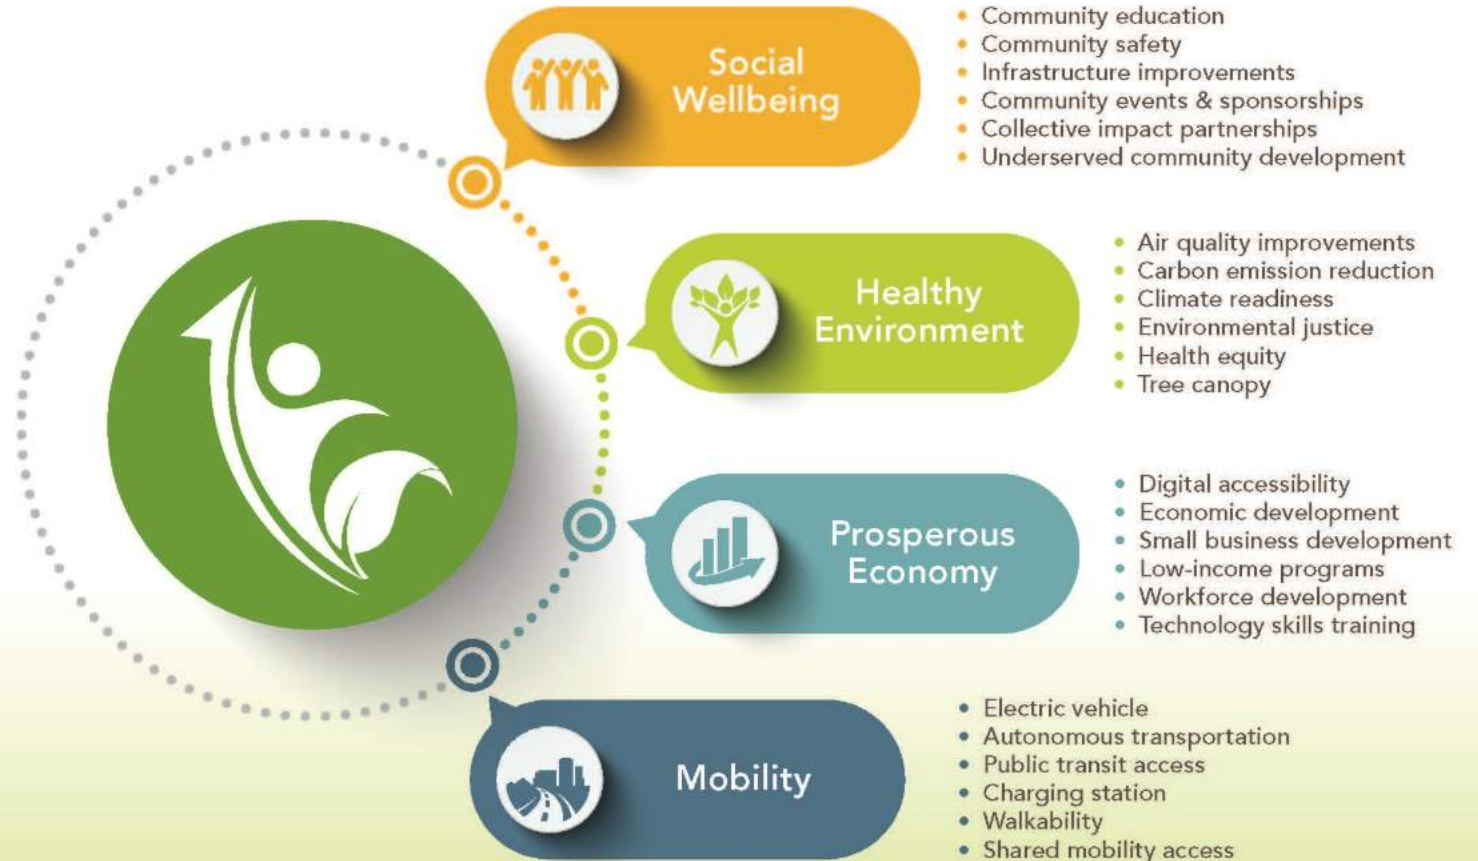 Social
Wellbeing
• Community education
• Community safety
• Infrastructure improvements
• Community events & sponsorships
• Collective impact partnerships
• Underserved community development
Healthy
Environment
• Air quality improvements
• Carbon emission reduction
• Climate readiness
• Environmental justice
• Health equity
• Tree canopy
Prosperous
Economy
• Digital accessibility
• Economic development
• Small business development
• Low-income programs
• Workforce development
• Technology skills training
Mobility
• Electric vehicle
• Autonomous transportation
• Public transit access
• Charging station
• Walkability
• Shared mobility access